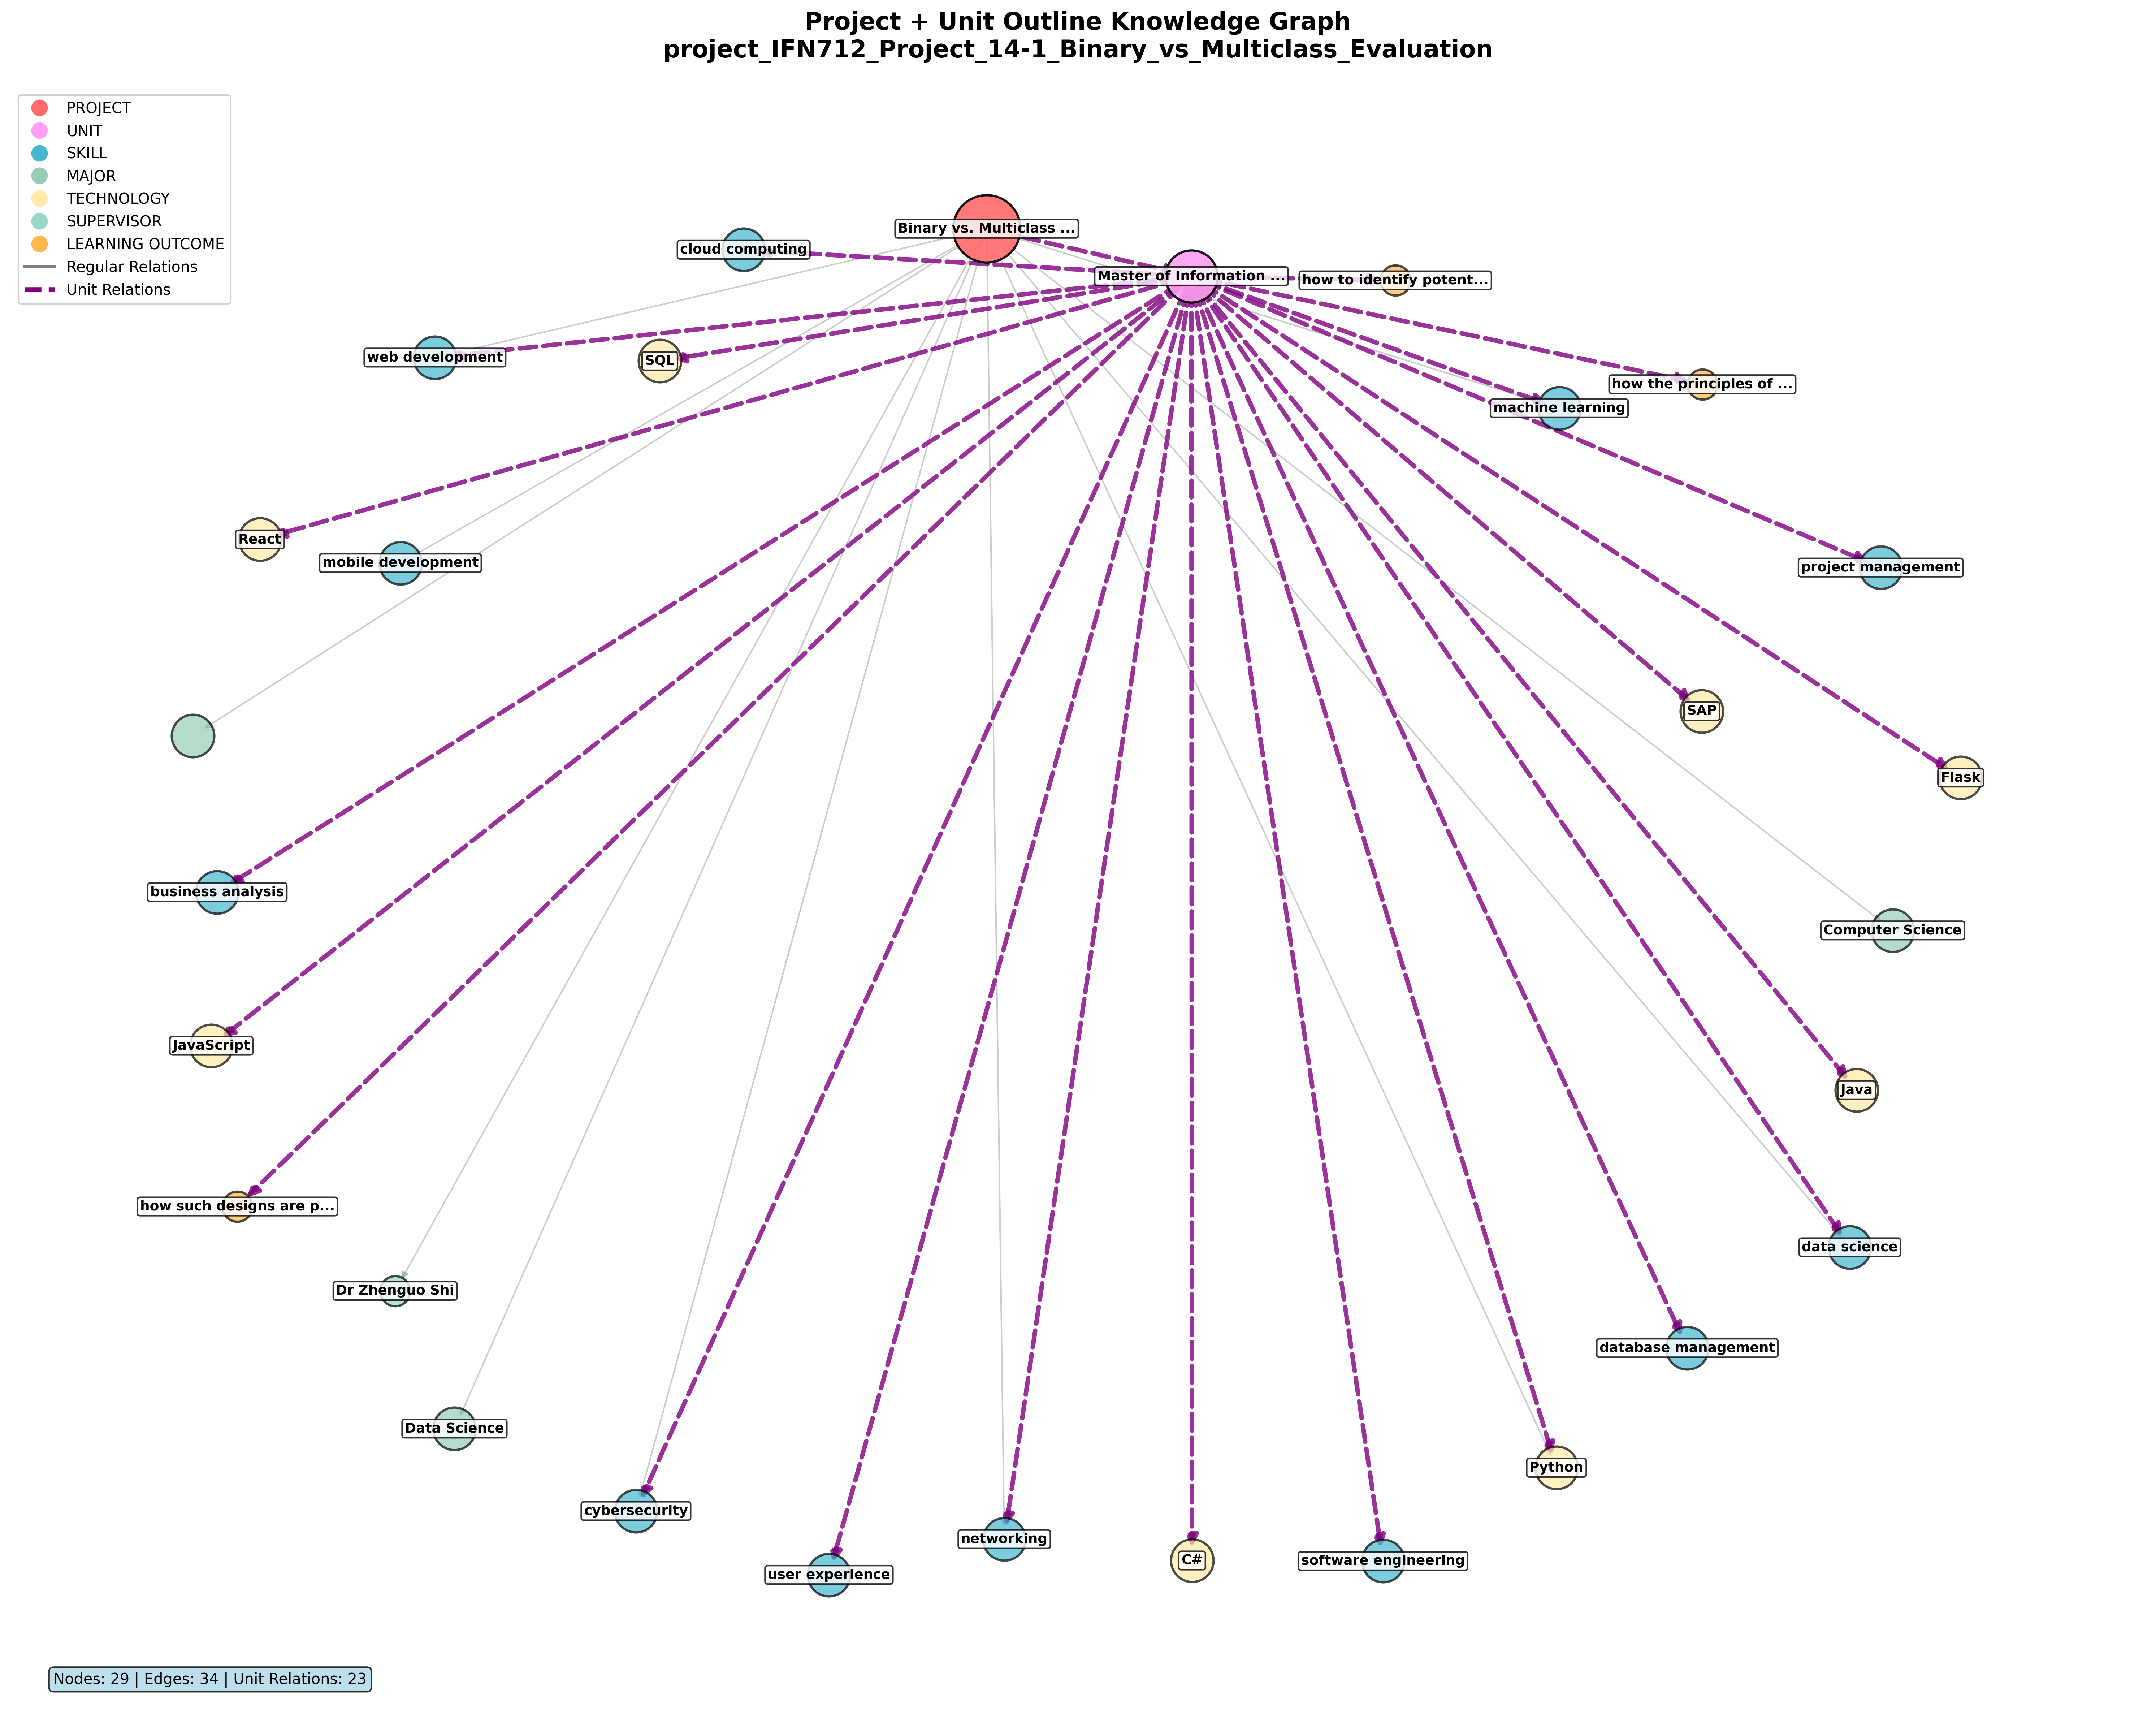 Project + Unit Outline Knowledge Graph
project_IFN712_Project_14-1_Binary_vs_Multiclass_Evaluation
PROJECT
UNIT
SKILL
MAJOR
TECHNOLOGY
SUPERVISOR
LEARNING OUTCOME
Regular Relations
Unit Relations
Binary vs. Multiclass ...
cloud computing
Master of Information ...
how to identify potent...
web development
SQL
how the principles of ...
machine learning
React
mobile development
project management
SAP
Flask
business analysis
Computer Science
JavaScript
Java
how such designs are p...
data science
Dr Zhenguo Shi
database management
Data Science
Python
cybersecurity
networking
C#
software engineering
user experience
Nodes: 29 | Edges: 34 | Unit Relations: 23